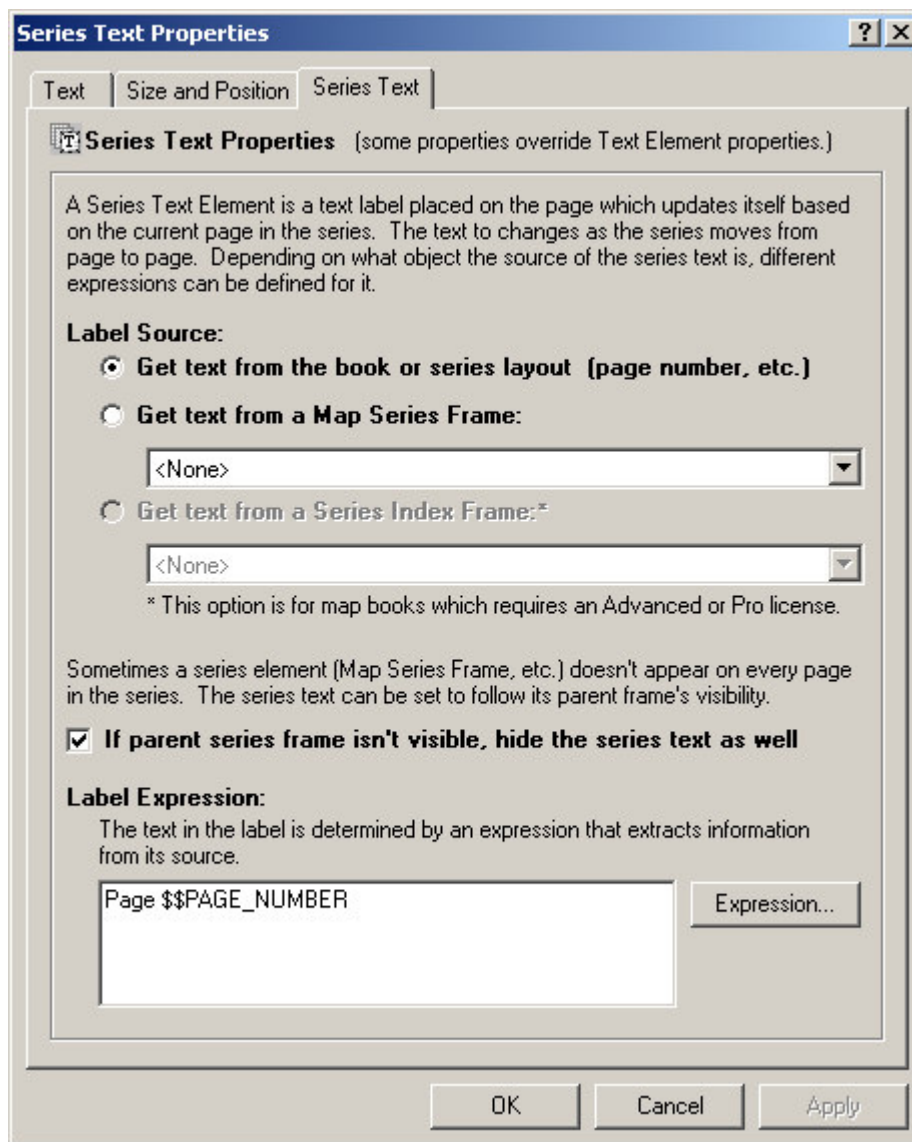 Series Text Properties
Text
Size and Position
Series Text
Series Text Properties (some properties override Text Element properties.)
A Series Text Element is a text label placed on the page which updates itself based
on the current page in the series. The text to changes as the series moves from
page to page. Depending on what object the source of the series text is, different
expressions can be defined for it.
Label Source:
Get text from the book or series layout (page number, etc.)
Get text from a Map Series Frame:
<None>
Get text from a Series Index Frame:*
<None>
* This option is for map books which requires an Advanced or Pro license.
Sometimes a series element (Map Series Frame, etc.) doesn't appear on every page
in the series. The series text can be set to follow its parent frame's visibility.
If parent series frame isn't visible, hide the series text as well
Label Expression:
The text in the label is determined by an expression that extracts information
from its source.
Page $$PAGE_NUMBER
Expression...
OK
Cancel
Apply